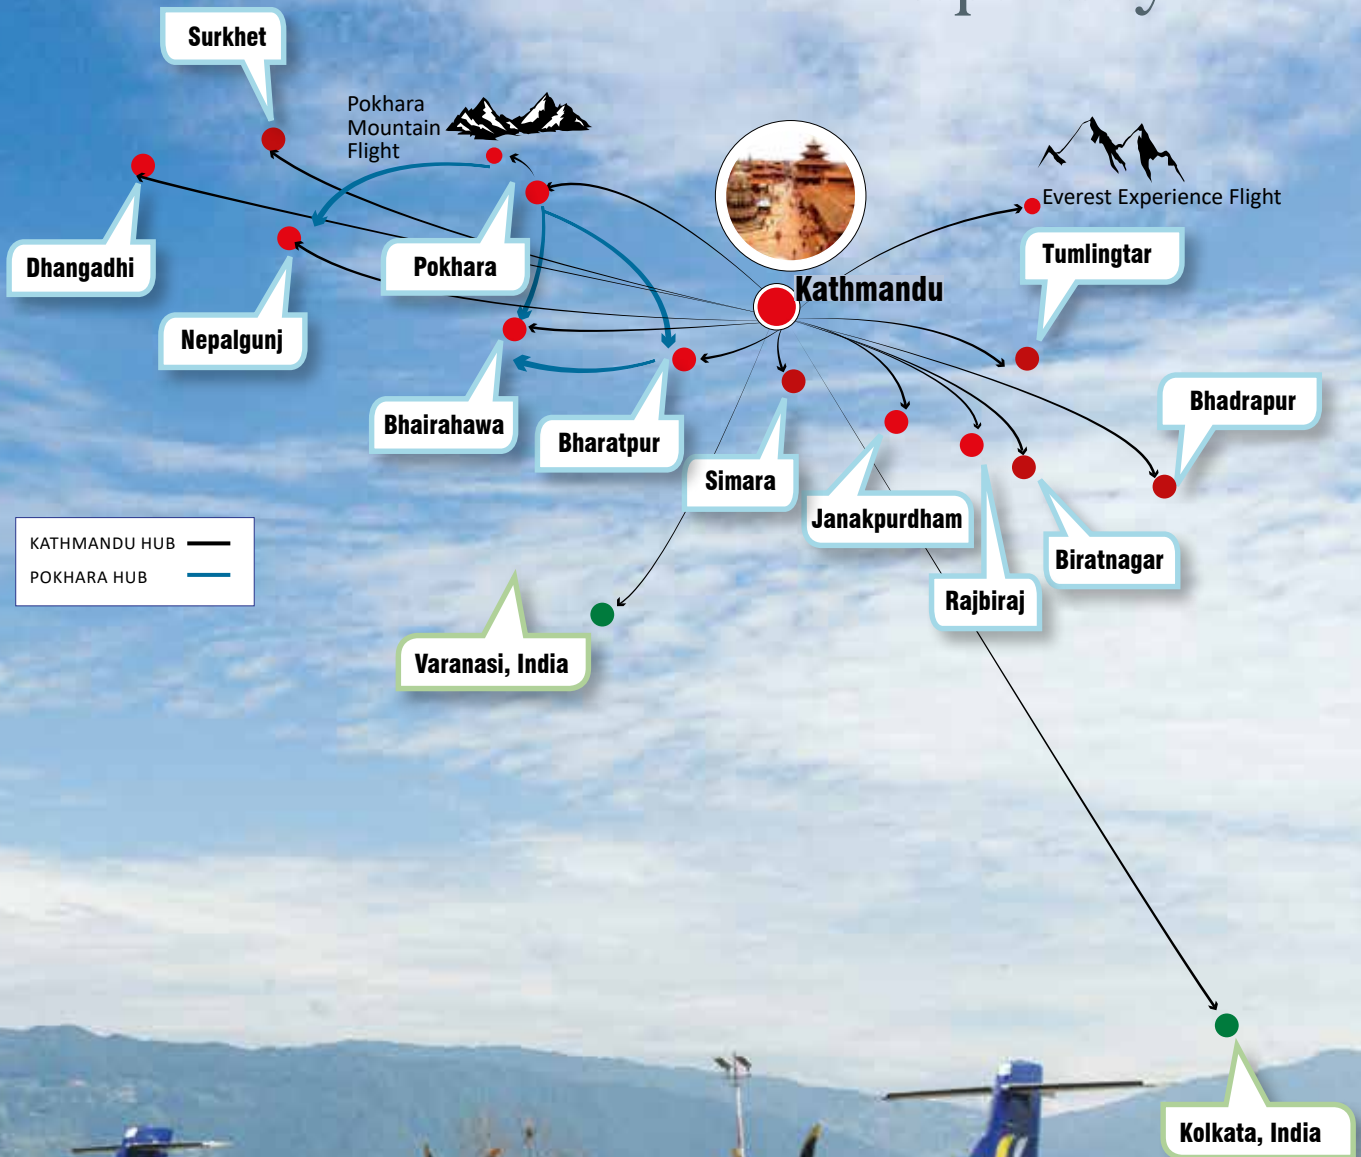 Surkhet
Pokhara
Mountain
Flight
Everest Experience Flight
Dhangadhi
Pokhara
Tumlingtar
Kathmandu
Nepalgunj
Bhairahawa
Bharatpur
Bhadrapur
Simara
Janakpurdham
Biratnagar
Rajbiraj
KATHMANDU HUB
POKHARA HUB
Varanasi, India
Kolkata, India